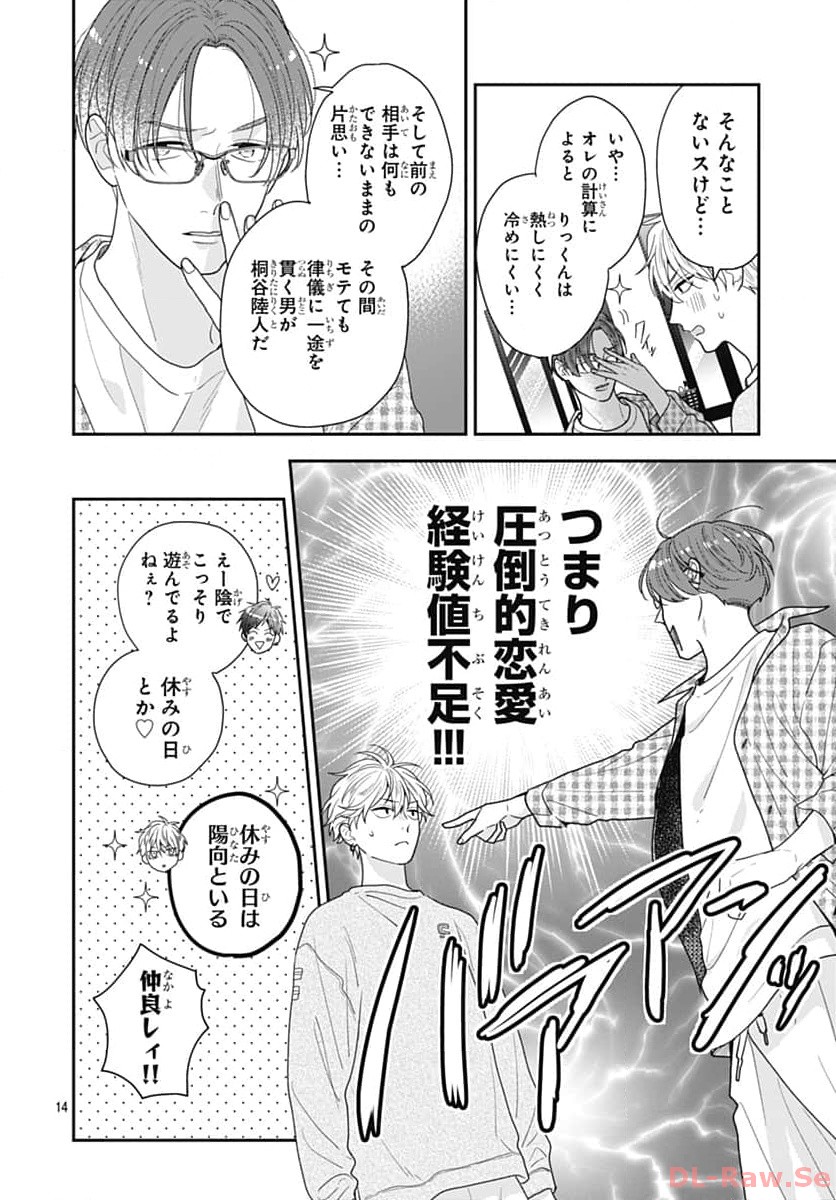 そんなこと
ないスけど…
いや…
オレの計算に
よると
りっくんは
熱しにくく
冷めにくい…
そして前の
相手は何も
できないままの
片思い…
その間
モテても
律儀に一途を
貫く男が
桐谷陸人だ
つまり
圧倒的恋愛
経験値不足!!!
ババアアンッ
えー陰で
こっそり
遊んでるよ
ねぇ?
休みの日
とか♡
休みの日は
陽向といる
仲良しィ!!
14
DL-Raw.Se